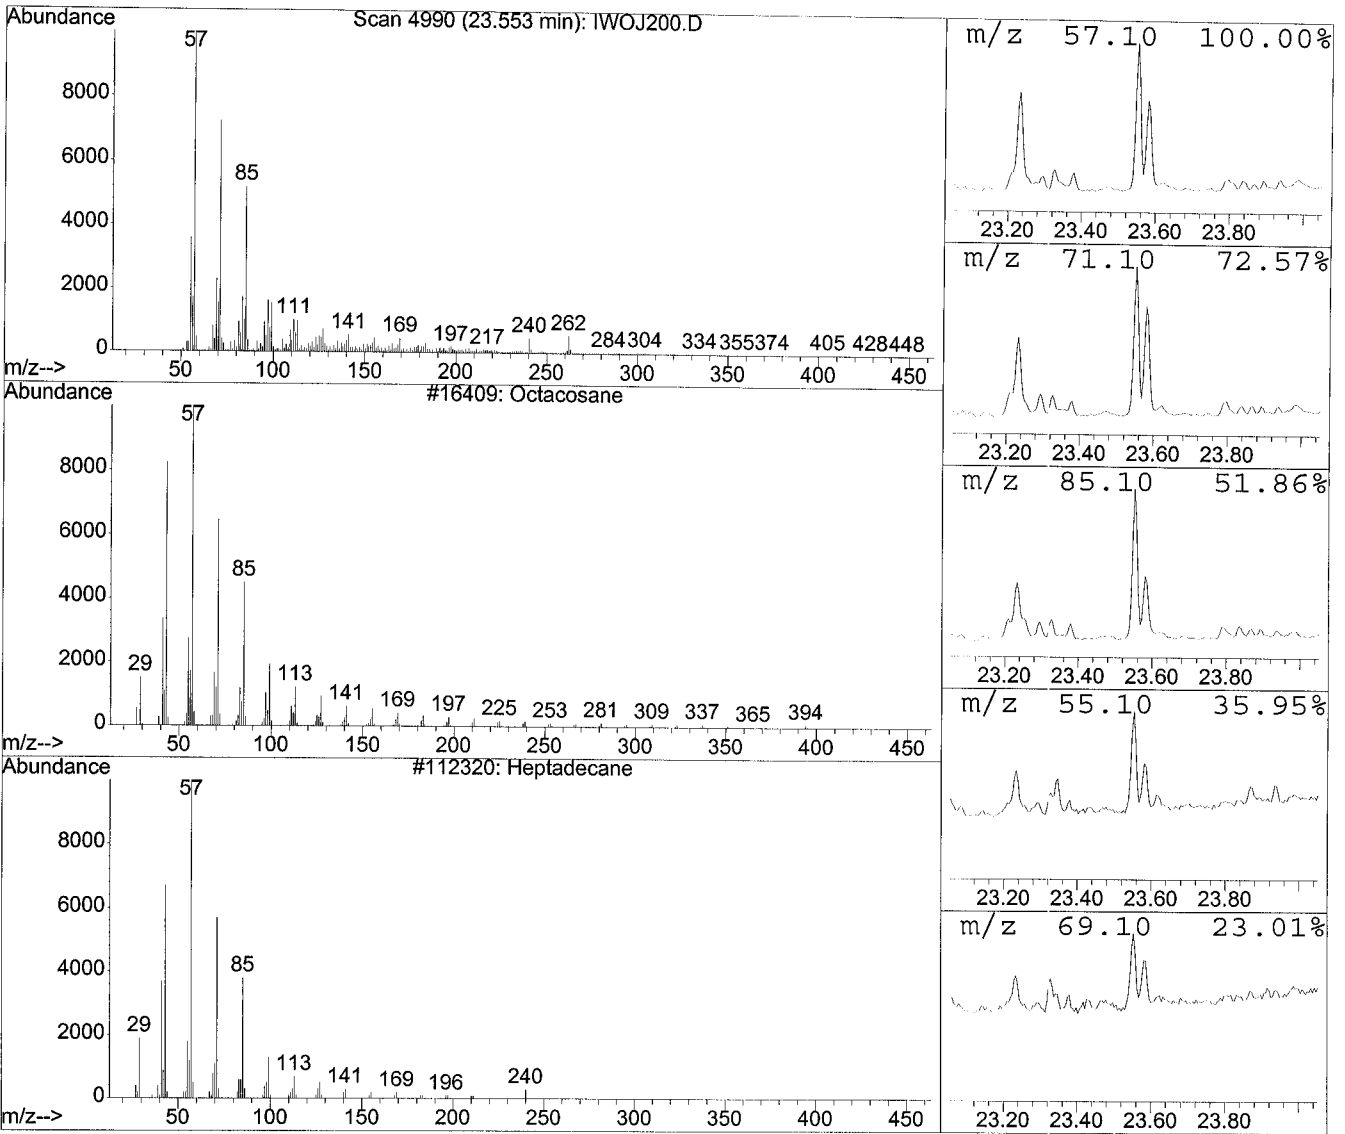 Abundance
Scan 4990 (23.553 min): IWOJ200.D
57
8000
6000
85
4000
2000
111
141
169
197
217
240
262
284
304
334
355
374
405
428
448
0
m/z-->
50 100 150 200 250 300 350 400 450
Abundance
#16409: Octacosane
57
8000
6000
85
4000
2000
29
113
141
169
197
225
253
281
309
337
365
394
0
m/z-->
50 100 150 200 250 300 350 400 450
Abundance
#112320: Heptadecane
57
8000
6000
85
4000
2000
29
113
141
169
196
240
0
m/z-->
50 100 150 200 250 300 350 400 450
m/z 57.10 100.00%
23.20 23.40 23.60 23.80
m/z 71.10 72.57%
23.20 23.40 23.60 23.80
m/z 85.10 51.86%
23.20 23.40 23.60 23.80
m/z 55.10 35.95%
23.20 23.40 23.60 23.80
m/z 69.10 23.01%
23.20 23.40 23.60 23.80